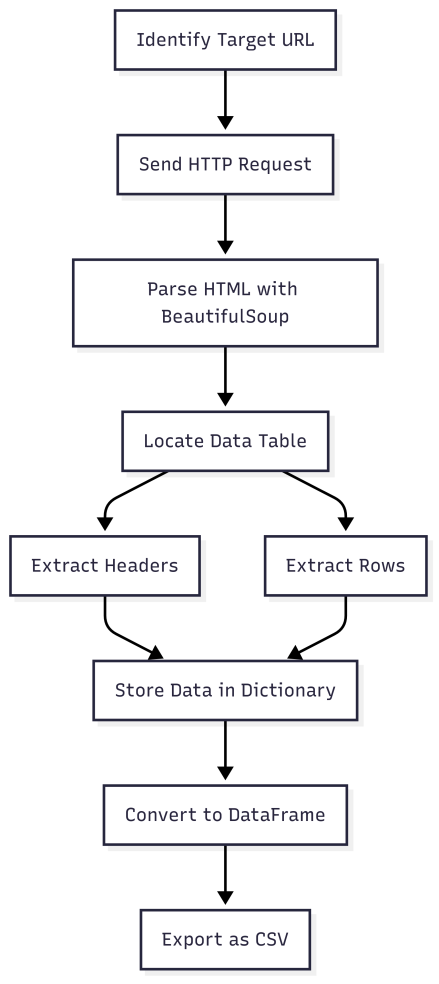 Identify Target URL
Send HTTP Request
Parse HTML with
BeautifulSoup
Locate Data Table
Extract Headers
Extract Rows
Store Data in Dictionary
Convert to DataFrame
Export as CSV